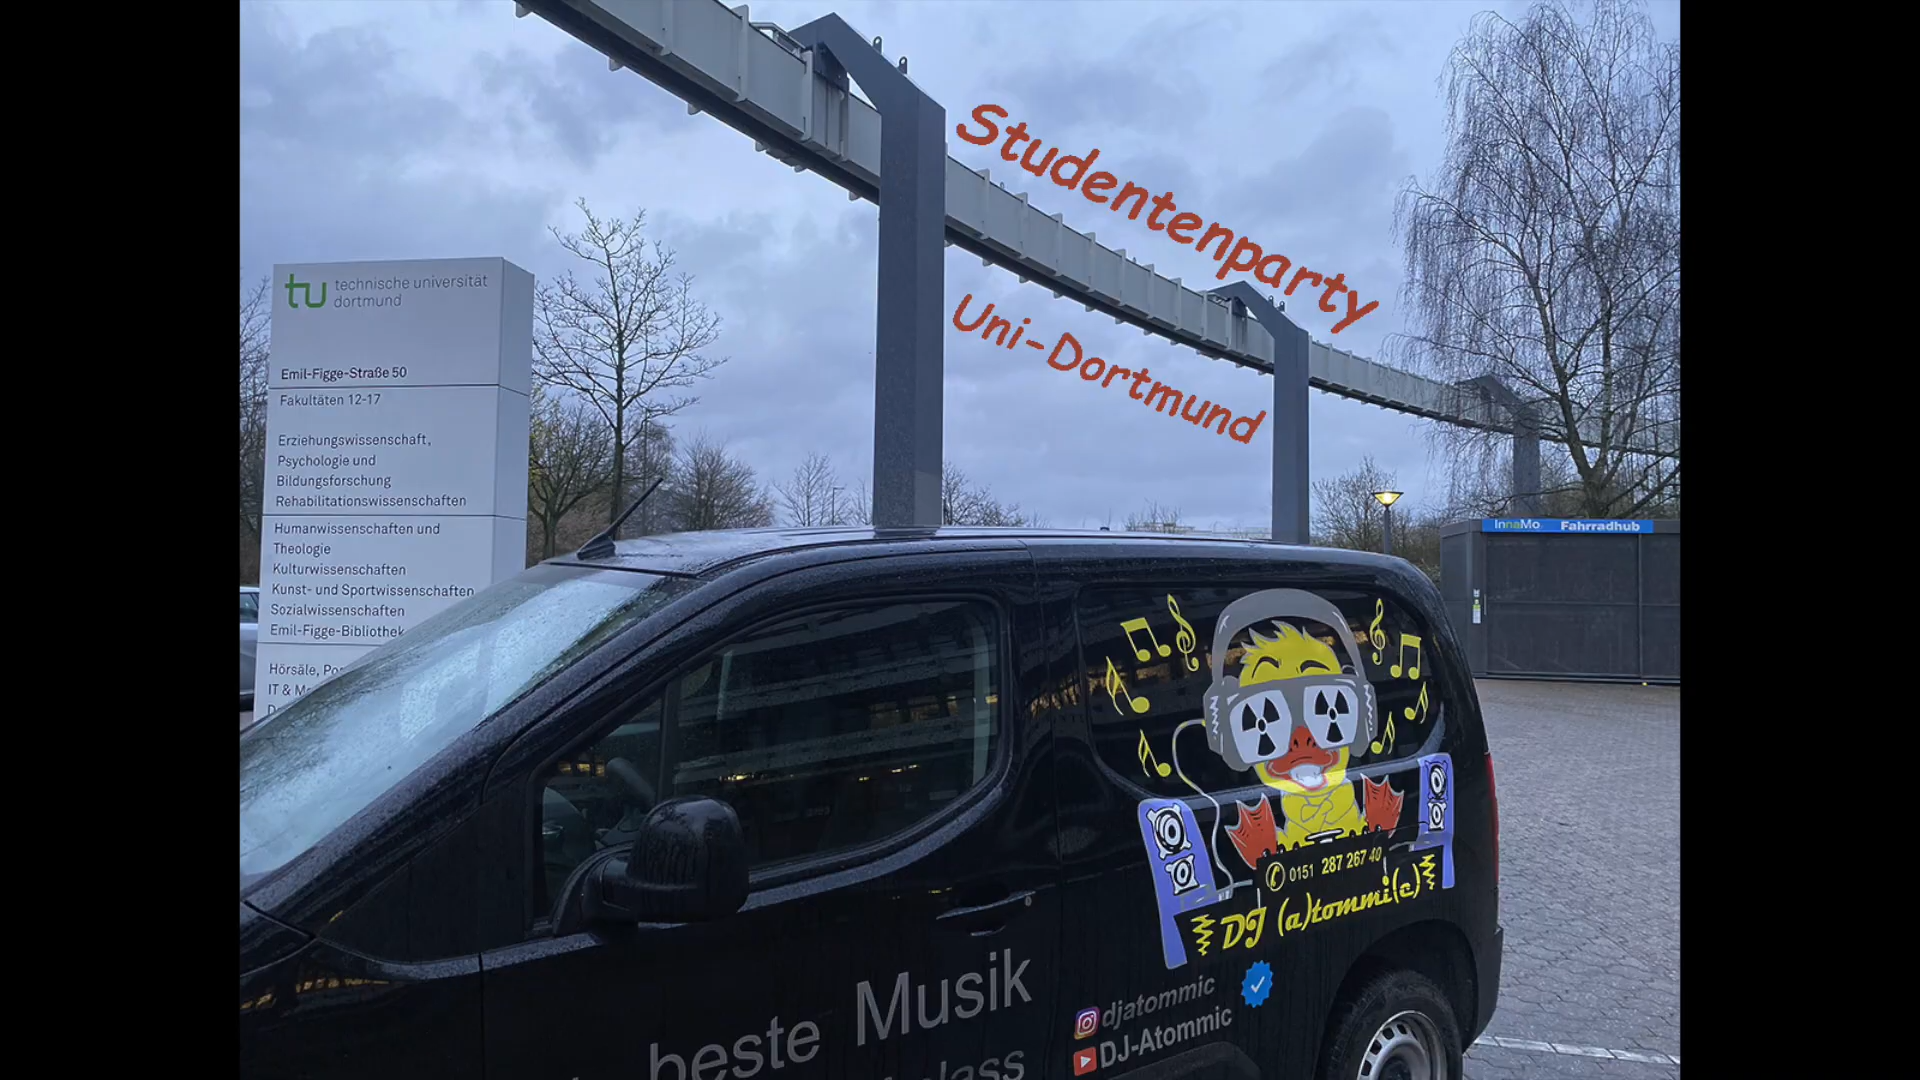 Studentenparty
Uni-Dortmund
tu technische universität
dortmund
Emil-Figge-Straße 50
Fakultäten 12-17
Erziehungswissenschaft,
Psychologie und
Bildungsforschung
Rehabilitationswissenschaften
Humanwissenschaften und
Theologie
Kulturwissenschaften
Kunst- und Sportwissenschaften
Sozialwissenschaften
Emil-Figge-Bibliothek
Hörsäle,
IT &
InnaMo Fahrradhub
0151 287 267 40
DJ (a)tommi(c)
beste Musik
djatommic
DJ-Atommic